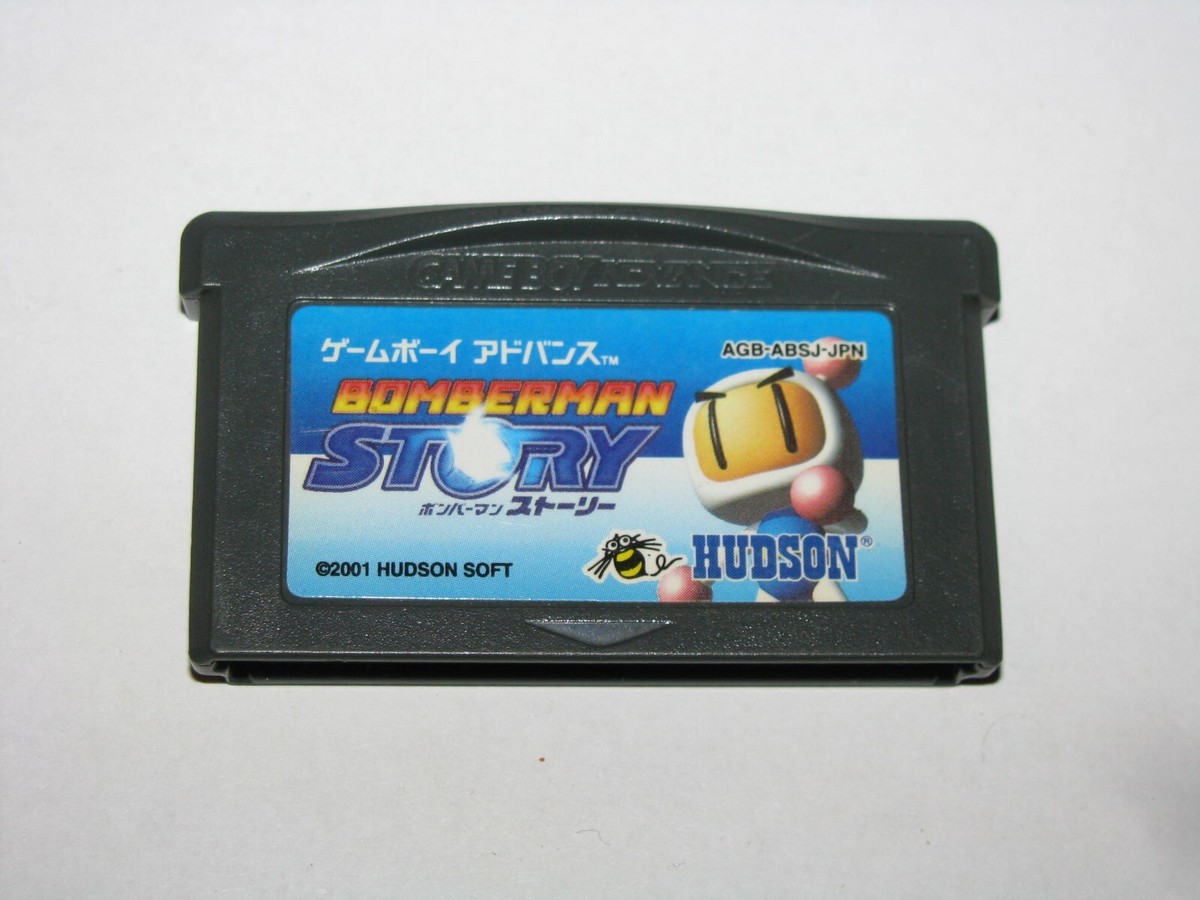 GAME BOY ADVANCE
ゲームボーイ アドバンス™
AGB-ABSJ-JPN
BOMBERMAN
STORY
ボンバーマン ストーリー
HUDSON®
©2001 HUDSON SOFT